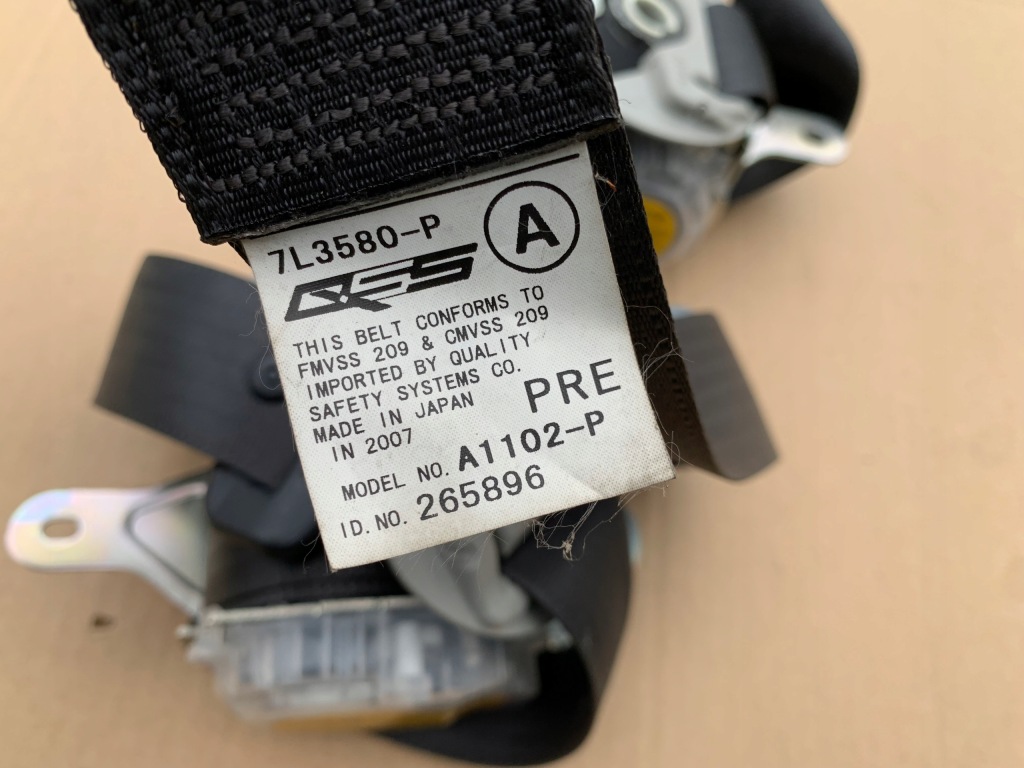 7L3580-P
A
QSS
THIS BELT CONFORMS TO
FMVSS 209 & CMVSS 209
IMPORTED BY QUALITY
SAFETY SYSTEMS CO.
MADE IN JAPAN
IN 2007
PRE
MODEL NO. A1102-P
ID. NO. 265896